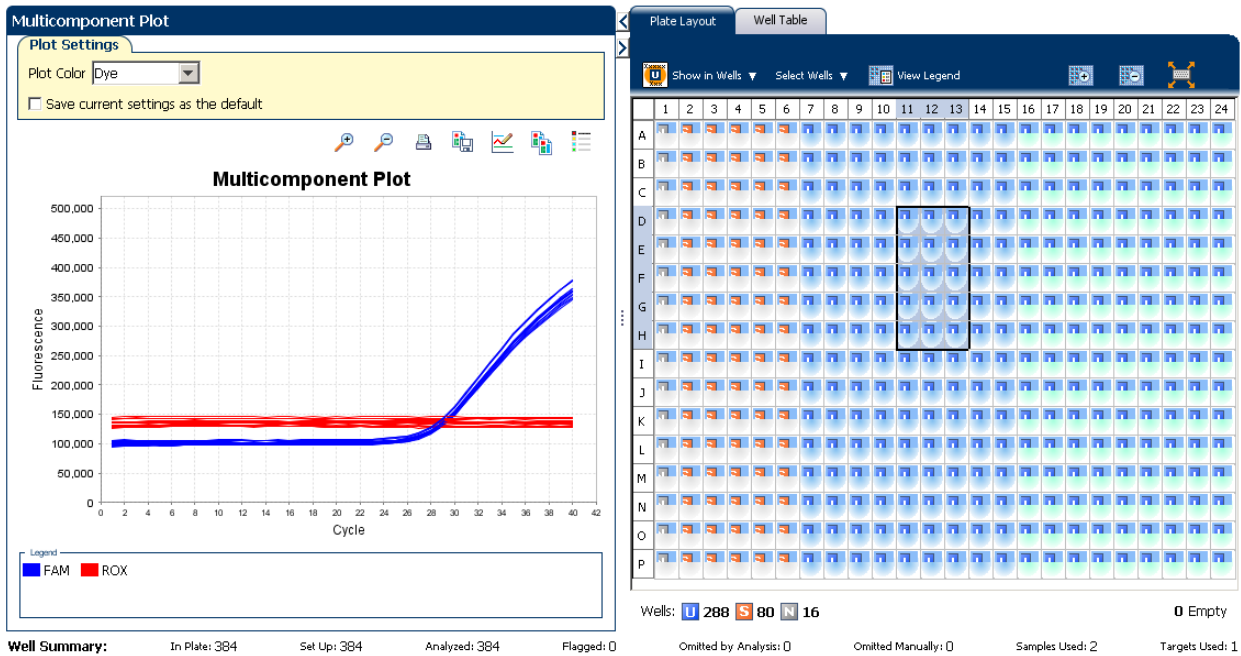 Multicomponent Plot
Plot Settings
Plot Color Dye
Save current settings as the default
Multicomponent Plot
Fluorescence
500,000
450,000
400,000
350,000
300,000
250,000
200,000
150,000
100,000
50,000
0
0 2 4 6 8 10 12 14 16 18 20 22 24 26 28 30 32 34 36 38 40 42
Cycle
Legend
FAM ROX
Plate Layout Well Table
U Show in Wells ▼ Select Wells ▼ View Legend
1 2 3 4 5 6 7 8 9 10 11 12 13 14 15 16 17 18 19 20 21 22 23 24
A
B
C
D
E
F
G
H
I
J
K
L
M
N
O
P
Wells: U 288 S 80 N 16 0 Empty
Well Summary: In Plate: 384 Set Up: 384 Analyzed: 384 Flagged: 0 Omitted by Analysis: 0 Omitted Manually: 0 Samples Used: 2 Targets Used: 1